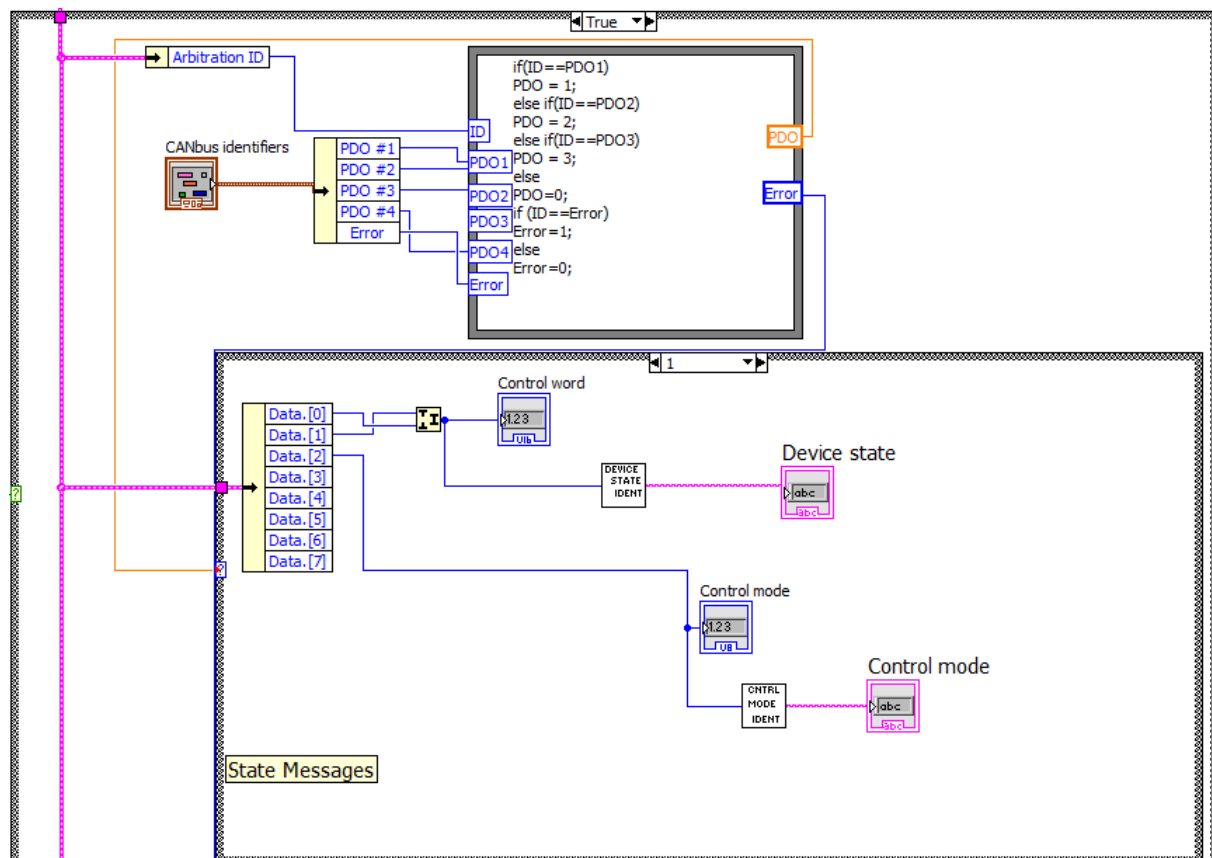 True
Arbitration ID
if(ID==PDO1)
PDO = 1;
else if(ID==PDO2)
PDO = 2;
else if(ID==PDO3)
PDO = 3;
else
PDO=0;
if (ID==Error)
Error=1;
else
Error=0;
ID
PDO1
PDO2
PDO3
PDO4
Error
PDO
Error
CANbus identifiers
PDO #1
PDO #2
PDO #3
PDO #4
Error
?
1
Control word
1.23
U16
Data.[0]
Data.[1]
Data.[2]
Data.[3]
Data.[4]
Data.[5]
Data.[6]
Data.[7]
DEVICE
STATE
IDENT
Device state
abc
abc
?
Control mode
1.23
U8
CNTRL
MODE
IDENT
Control mode
abc
abc
State Messages